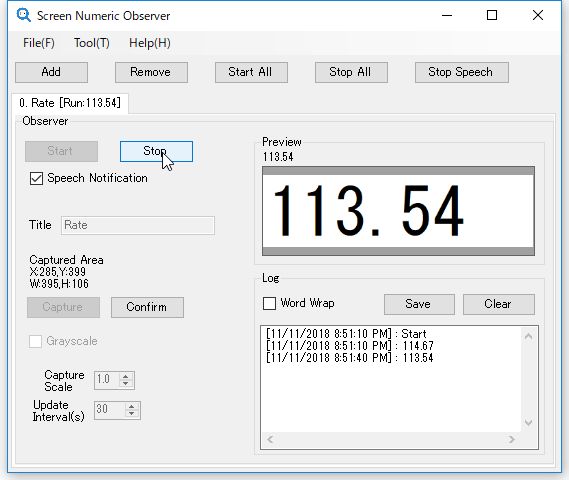 Screen Numeric Observer
File(F) Tool(T) Help(H)
Add Remove Start All Stop All Stop Speech
0. Rate [Run:113.54]
Observer
Start Stop
Speech Notification
Title Rate
Captured Area
X:285,Y:399
W:395,H:106
Capture Confirm
Grayscale
Capture Scale 1.0
Update Interval(s) 30
Preview
113.54
113.54
Log
Word Wrap Save Clear
[11/11/2018 8:51:10 PM] : Start
[11/11/2018 8:51:10 PM] : 114.67
[11/11/2018 8:51:40 PM] : 113.54